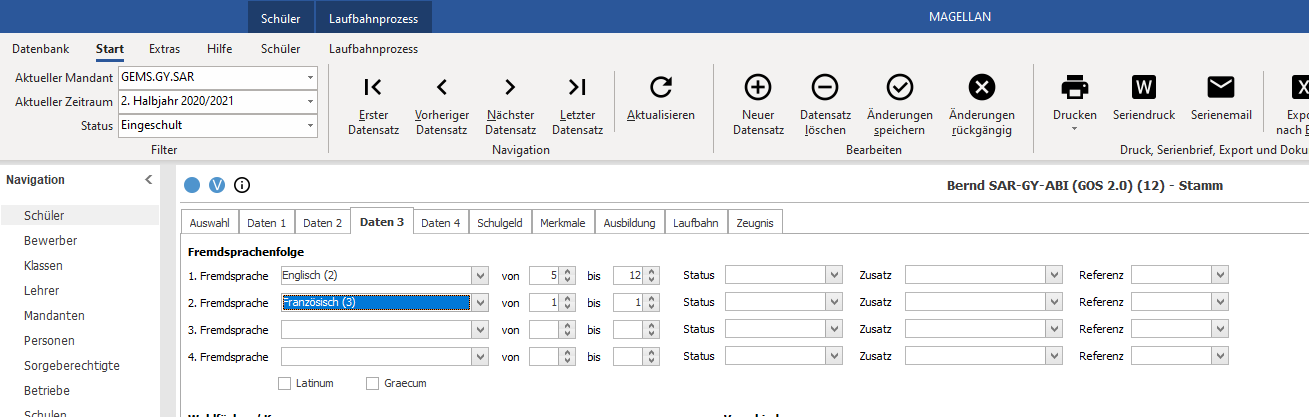 Schüler Laufbahnprozess MAGELLAN
Datenbank Start Extras Hilfe Schüler Laufbahnprozess
Aktueller Mandant GEMS.GY.SAR
Aktueller Zeitraum 2. Halbjahr 2020/2021
Status Eingeschult
Filter
Erster Datensatz
Vorheriger Datensatz
Nächster Datensatz
Letzter Datensatz
Aktualisieren
Navigation
Neuer Datensatz
Datensatz löschen
Änderungen speichern
Änderungen rückgängig
Bearbeiten
Drucken
W
Seriendruck
Serienemail
X
Expo
nach E
Druck, Serienbrief, Export und Doku
Navigation
Schüler
Bewerber
Klassen
Lehrer
Mandanten
Personen
Sorgeberechtigte
Betriebe
Schulen
V
Bernd SAR-GY-ABI (GOS 2.0) (12) - Stamm
Auswahl Daten 1 Daten 2 Daten 3 Daten 4 Schulgeld Merkmale Ausbildung Laufbahn Zeugnis
Fremdsprachenfolge
1. Fremdsprache Englisch (2) von 5 bis 12 Status Zusatz Referenz
2. Fremdsprache Französisch (3) von 1 bis 1 Status Zusatz Referenz
3. Fremdsprache von bis Status Zusatz Referenz
4. Fremdsprache von bis Status Zusatz Referenz
Latinum Graecum